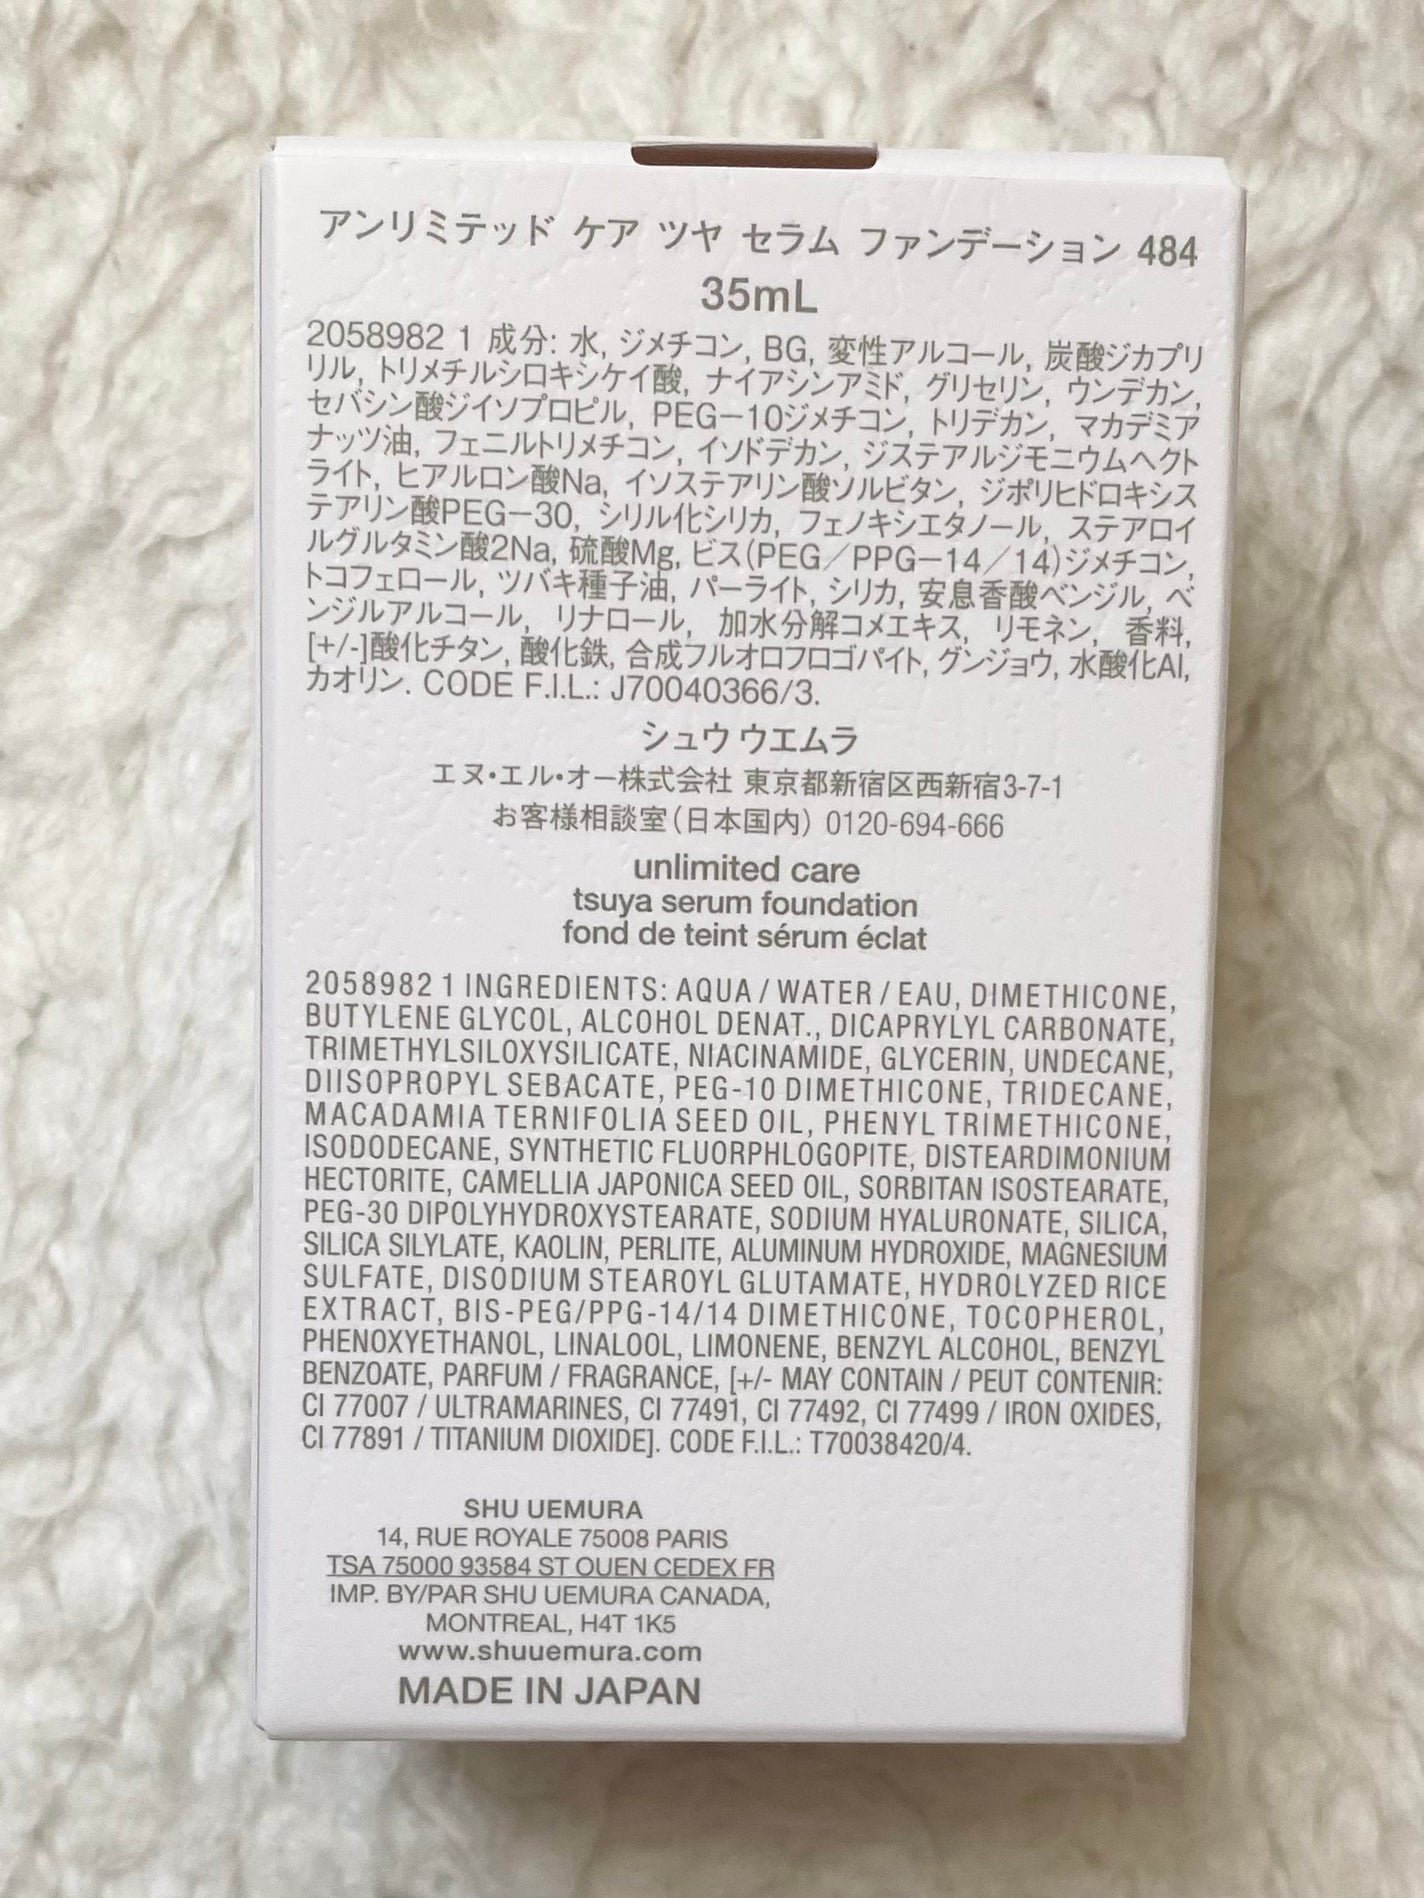 アンリミテッド ケア ツヤ セラム ファンデーション 484
35mL
2058982 1 成分: 水, ジメチコン, BG, 変性アルコール, 炭酸ジカプリ
リル, トリメチルシロキシケイ酸, ナイアシンアミド, グリセリン, ウンデカン,
セバシン酸ジイソプロピル, PEG－10ジメチコン, トリデカン, マカデミア
ナッツ油, フェニルトリメチコン, イソドデカン, ジステアルジモニウムヘクト
ライト, ヒアルロン酸Na, イソステアリン酸ソルビタン, ジポリヒドロキシス
テアリン酸PEG－30, シリル化シリカ, フェノキシエタノール, ステアロイ
ルグルタミン酸2Na, 硫酸Mg, ビス(PEG／PPG－14／14)ジメチコン,
トコフェロール, ツバキ種子油, パーライト, シリカ, 安息香酸ベンジル, ベ
ンジルアルコール, リナロール, 加水分解コメエキス, リモネン, 香料,
[+/-]酸化チタン, 酸化鉄, 合成フルオロフロゴパイト, グンジョウ, 水酸化Al,
カオリン. CODE F.I.L.: J70040366/3.
シュウ ウエムラ
エヌ・エル・オー株式会社 東京都新宿区西新宿3-7-1
お客様相談室(日本国内) 0120-694-666
unlimited care
tsuya serum foundation
fond de teint sérum éclat
2058982 1 INGREDIENTS: AQUA / WATER / EAU, DIMETHICONE,
BUTYLENE GLYCOL, ALCOHOL DENAT., DICAPRYLYL CARBONATE,
TRIMETHYLSILOXYSILICATE, NIACINAMIDE, GLYCERIN, UNDECANE,
DIISOPROPYL SEBACATE, PEG-10 DIMETHICONE, TRIDECANE,
MACADAMIA TERNIFOLIA SEED OIL, PHENYL TRIMETHICONE,
ISODODECANE, SYNTHETIC FLUORPHLOGOPITE, DISTEARDIMONIUM
HECTORITE, CAMELLIA JAPONICA SEED OIL, SORBITAN ISOSTEARATE,
PEG-30 DIPOLYHYDROXYSTEARATE, SODIUM HYALURONATE, SILICA,
SILICA SILYLATE, KAOLIN, PERLITE, ALUMINUM HYDROXIDE, MAGNESIUM
SULFATE, DISODIUM STEAROYL GLUTAMATE, HYDROLYZED RICE
EXTRACT, BIS-PEG/PPG-14/14 DIMETHICONE, TOCOPHEROL,
PHENOXYETHANOL, LINALOOL, LIMONENE, BENZYL ALCOHOL, BENZYL
BENZOATE, PARFUM / FRAGRANCE, [+/- MAY CONTAIN / PEUT CONTENIR:
CI 77007 / ULTRAMARINES, CI 77491, CI 77492, CI 77499 / IRON OXIDES,
CI 77891 / TITANIUM DIOXIDE]. CODE F.I.L.: T70038420/4.
SHU UEMURA
14, RUE ROYALE 75008 PARIS
TSA 75000 93584 ST OUEN CEDEX FR
IMP. BY/PAR SHU UEMURA CANADA,
MONTREAL, H4T 1K5
www.shuuemura.com
MADE IN JAPAN